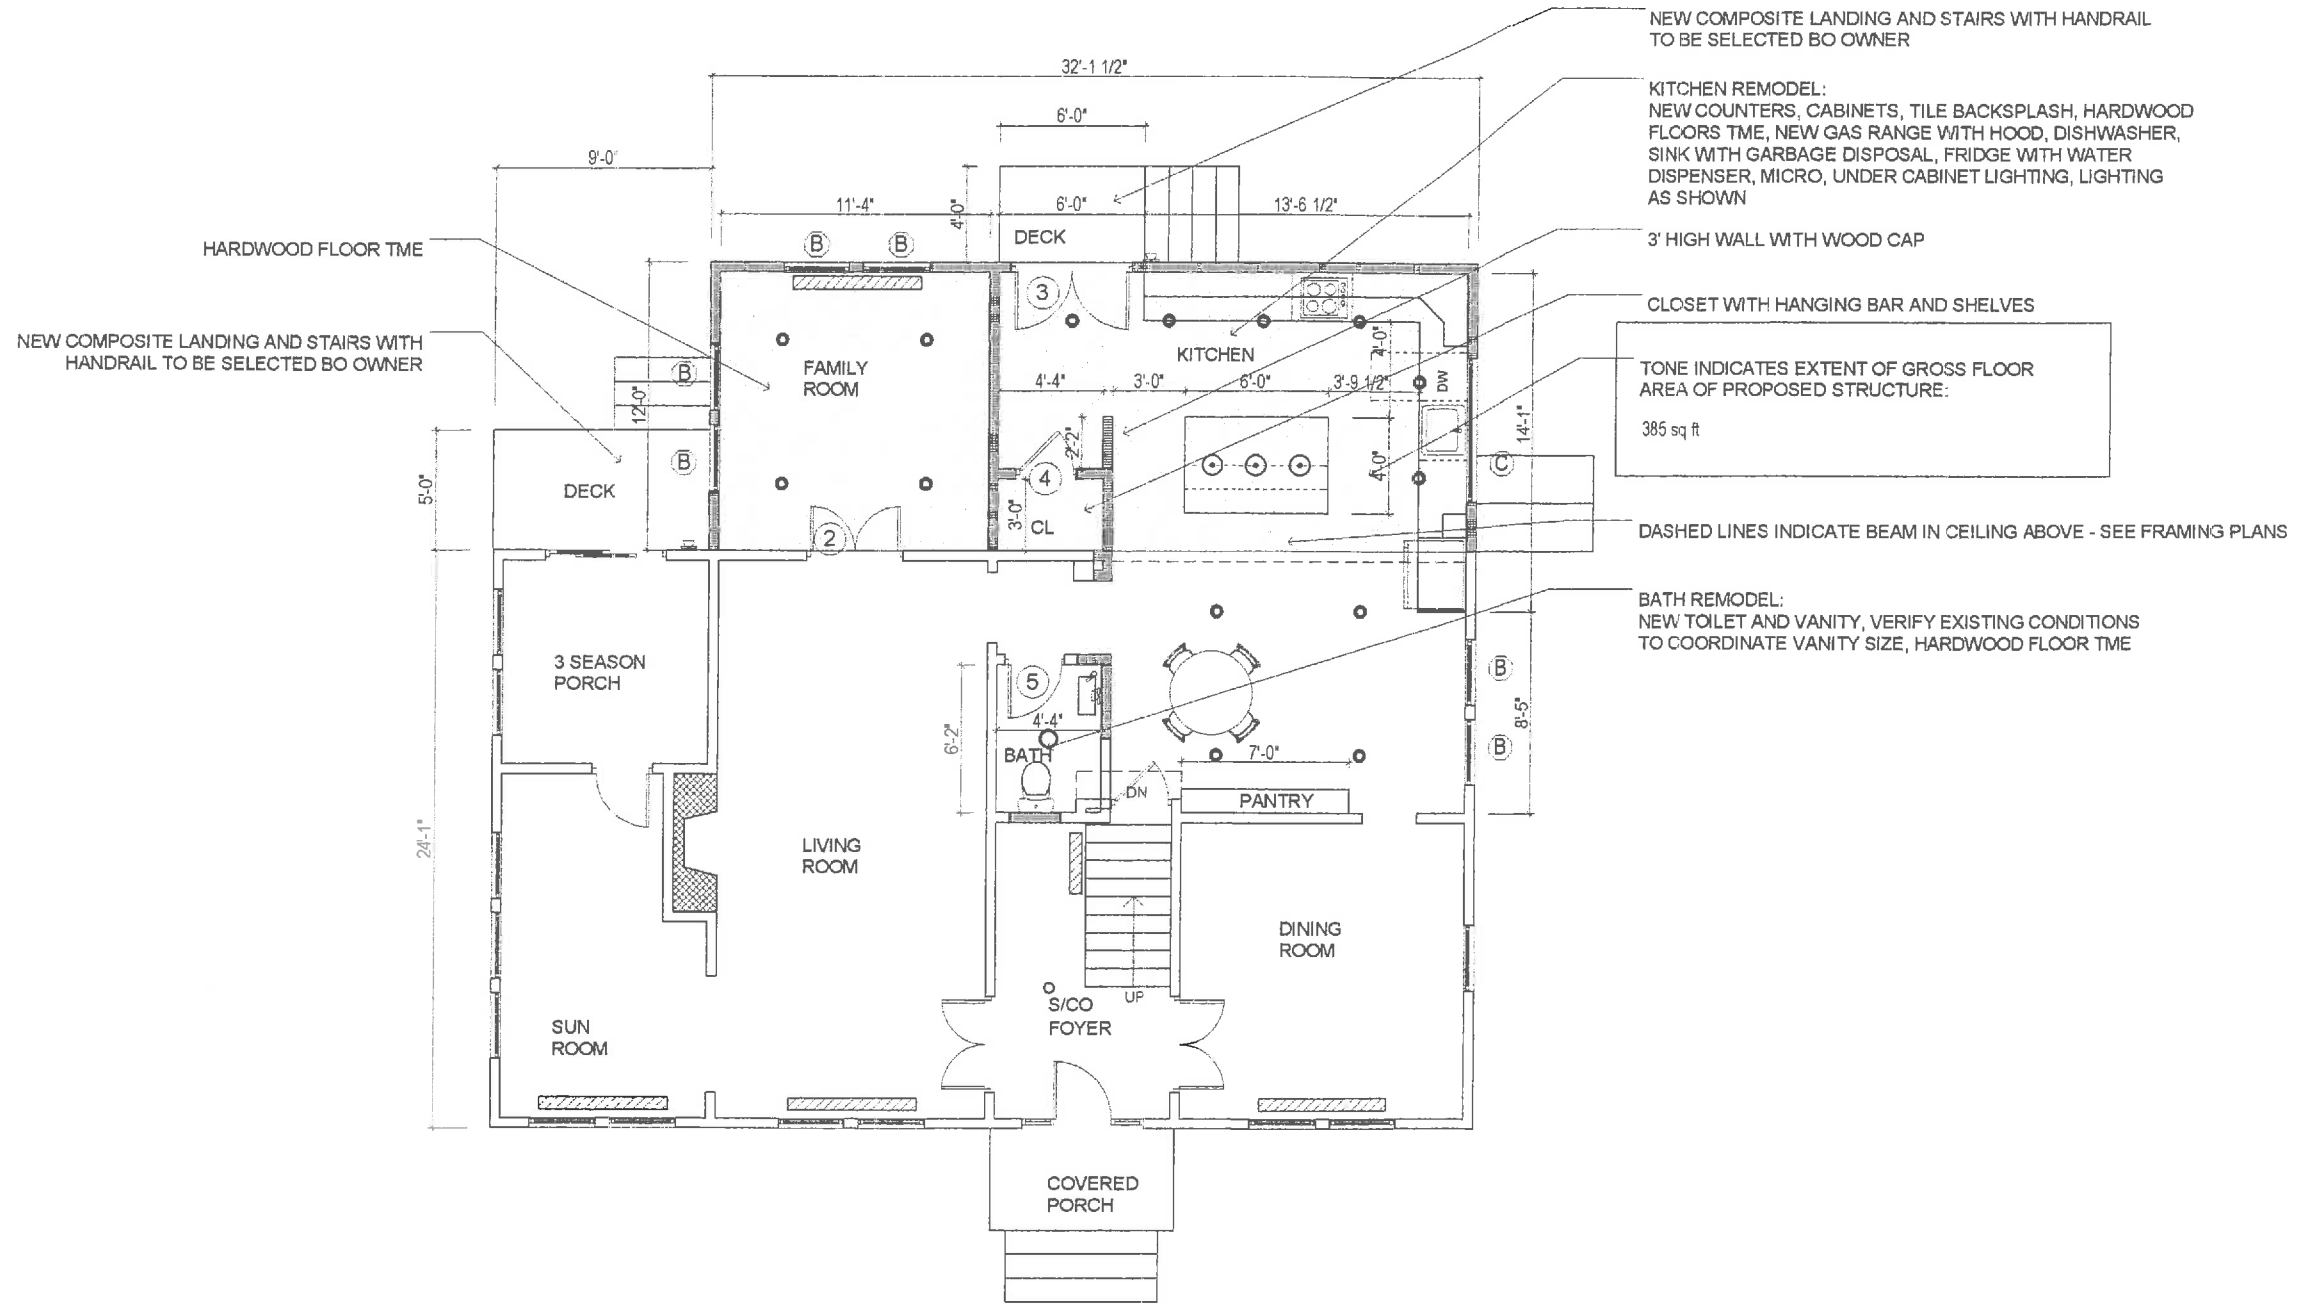 NEW COMPOSITE LANDING AND STAIRS WITH HANDRAIL
TO BE SELECTED BO OWNER
32'-1 1/2"
KITCHEN REMODEL:
NEW COUNTERS, CABINETS, TILE BACKSPLASH, HARDWOOD
FLOORS TME, NEW GAS RANGE WITH HOOD, DISHWASHER,
SINK WITH GARBAGE DISPOSAL, FRIDGE WITH WATER
DISPENSER, MICRO, UNDER CABINET LIGHTING, LIGHTING
AS SHOWN
6'-0"
9'-0"
11'-4"
4'-0"
6'-0"
13'-6 1/2"
DECK
B
B
HARDWOOD FLOOR TME
3' HIGH WALL WITH WOOD CAP
3
CLOSET WITH HANGING BAR AND SHELVES
NEW COMPOSITE LANDING AND STAIRS WITH
HANDRAIL TO BE SELECTED BO OWNER
FAMILY
ROOM
KITCHEN
4'-0"
TONE INDICATES EXTENT OF GROSS FLOOR
AREA OF PROPOSED STRUCTURE:
385 sq ft
B
12'-0"
4'-4"
3'-0"
6'-0"
3'-9 1/2"
DW
14'-1"
2'-2"
B
4
4'-0"
C
5'-0"
DECK
3'-0"
CL
2
DASHED LINES INDICATE BEAM IN CEILING ABOVE - SEE FRAMING PLANS
BATH REMODEL:
NEW TOILET AND VANITY, VERIFY EXISTING CONDITIONS
TO COORDINATE VANITY SIZE, HARDWOOD FLOOR TME
3 SEASON
PORCH
5
B
4'-4"
6'-2"
8'-5"
BATH
7'-0"
B
DN
PANTRY
24'-1"
LIVING
ROOM
DINING
ROOM
UP
S/CO
FOYER
SUN
ROOM
COVERED
PORCH